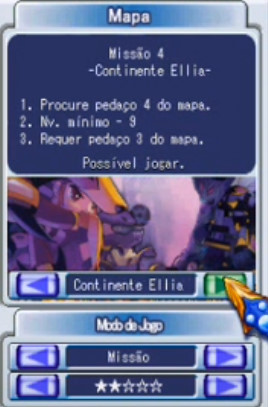 Mapa
Missão 4
-Continente Ellia-
1. Procure pedaço 4 do mapa.
2. Nv. mínimo - 9
3. Requer pedaço 3 do mapa.
Possível jogar.
Continente Ellia
Modo de Jogo
Missão
★★☆☆☆